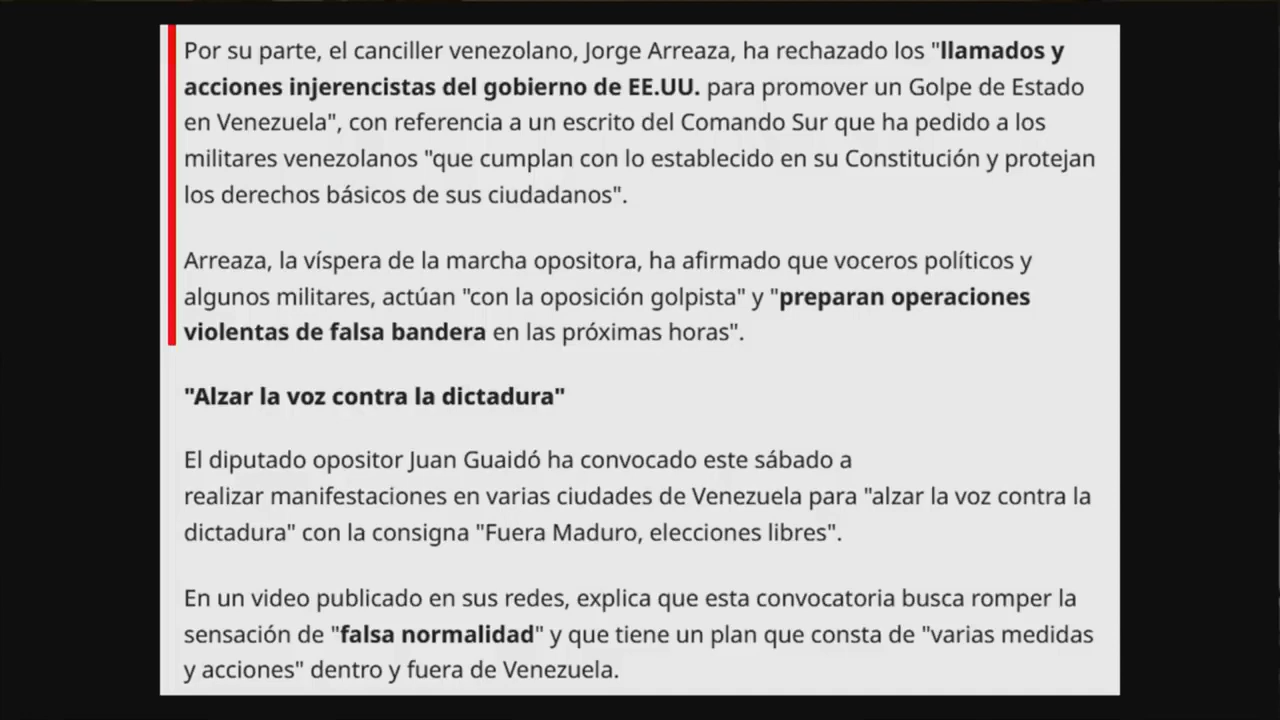 Por su parte, el canciller venezolano, Jorge Arreaza, ha rechazado los "llamados y
acciones injerencistas del gobierno de EE.UU. para promover un Golpe de Estado
en Venezuela", con referencia a un escrito del Comando Sur que ha pedido a los
militares venezolanos "que cumplan con lo establecido en su Constitución y protejan
los derechos básicos de sus ciudadanos".
Arreaza, la víspera de la marcha opositora, ha afirmado que voceros políticos y
algunos militares, actúan "con la oposición golpista" y "preparan operaciones
violentas de falsa bandera en las próximas horas".
"Alzar la voz contra la dictadura"
El diputado opositor Juan Guaidó ha convocado este sábado a
realizar manifestaciones en varias ciudades de Venezuela para "alzar la voz contra la
dictadura" con la consigna "Fuera Maduro, elecciones libres".
En un video publicado en sus redes, explica que esta convocatoria busca romper la
sensación de "falsa normalidad" y que tiene un plan que consta de "varias medidas
y acciones" dentro y fuera de Venezuela.